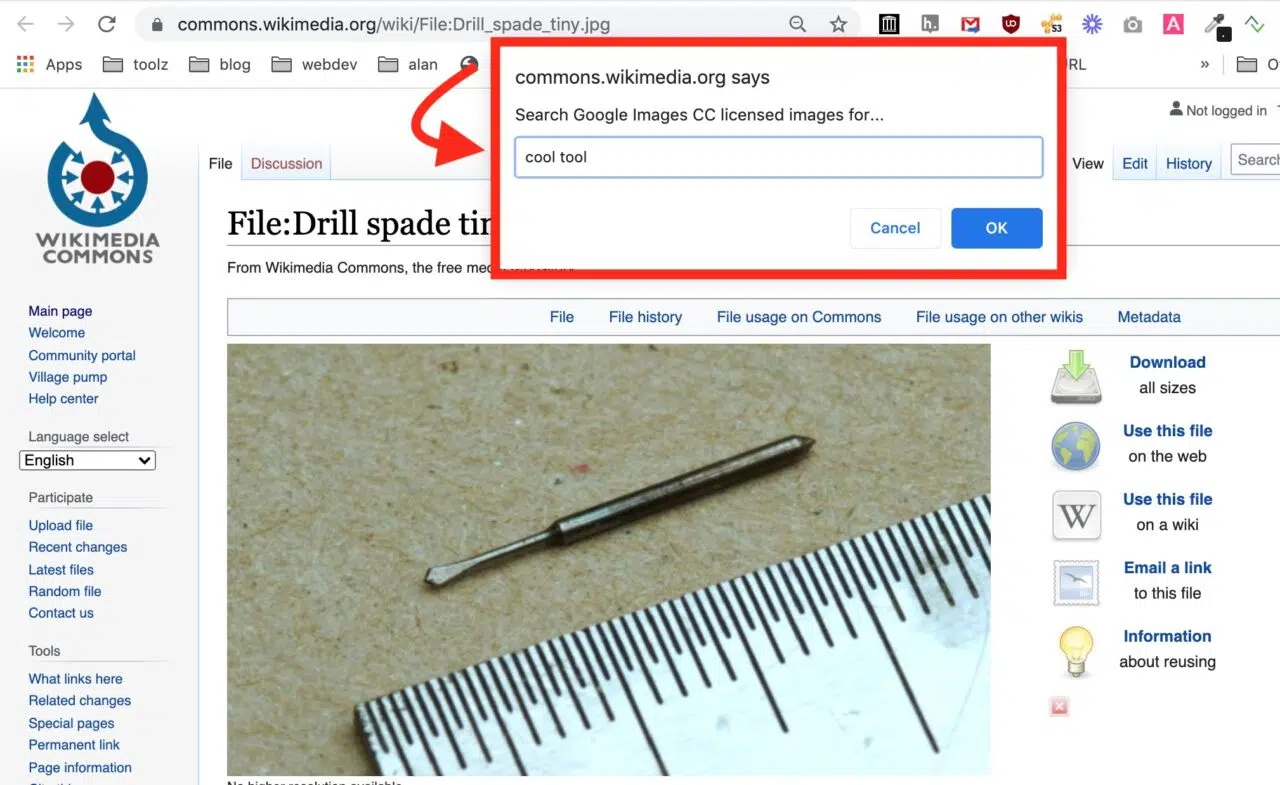 commons.wikimedia.org/wiki/File:Drill_spade_tiny.jpg
h.
UO
S3
A
Apps
toolz
blog
webdev
alan
RL
»
O
commons.wikimedia.org says
Search Google Images CC licensed images for...
cool tool
Cancel
OK
Not logged in
WIKIMEDIA
COMMONS
File
Discussion
View
Edit
History
Search
File:Drill spade tin
From Wikimedia Commons, the free media repository
File
File history
File usage on Commons
File usage on other wikis
Metadata
Main page
Welcome
Community portal
Village pump
Help center
Language select
English
Participate
Upload file
Recent changes
Latest files
Random file
Contact us
Tools
What links here
Related changes
Special pages
Permanent link
Page information
Download
all sizes
Use this file
on the web
W
Use this file
on a wiki
Email a link
to this file
Information
about reusing
No higher resolution available.